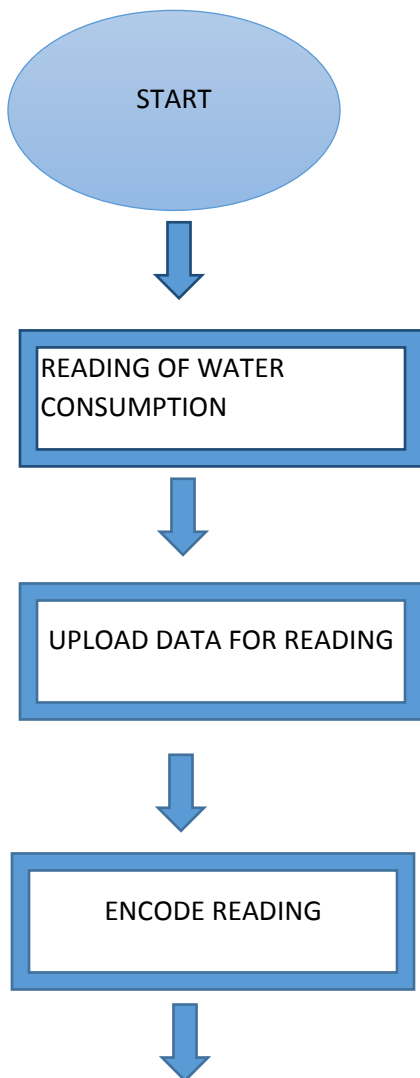 START
READING OF WATER
CONSUMPTION
UPLOAD DATA FOR READING
ENCODE READING